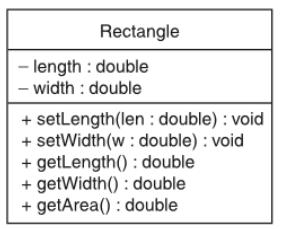 Rectangle
– length : double
– width : double
+ setLength(len : double) : void
+ setWidth(w : double) : void
+ getLength() : double
+ getWidth() : double
+ getArea() : double